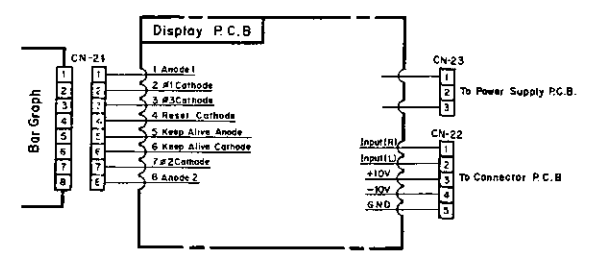 Display P.C.B
CN-21
Bar Graph
1
2
3
4
5
6
7
8
1
2
3
4
5
6
7
8
1 Anode 1
2 #1 Cathode
3 #3 Cathode
4 Reset Cathode
5 Keep Alive Anode
6 Keep Alive Cathode
7 #2 Cathode
8 Anode 2
CN-23
1
2
3
To Power Supply P.C.B.
CN-22
Input(R)
Input(L)
+10V
-10V
GND
1
2
3
4
5
To Connector P.C.B